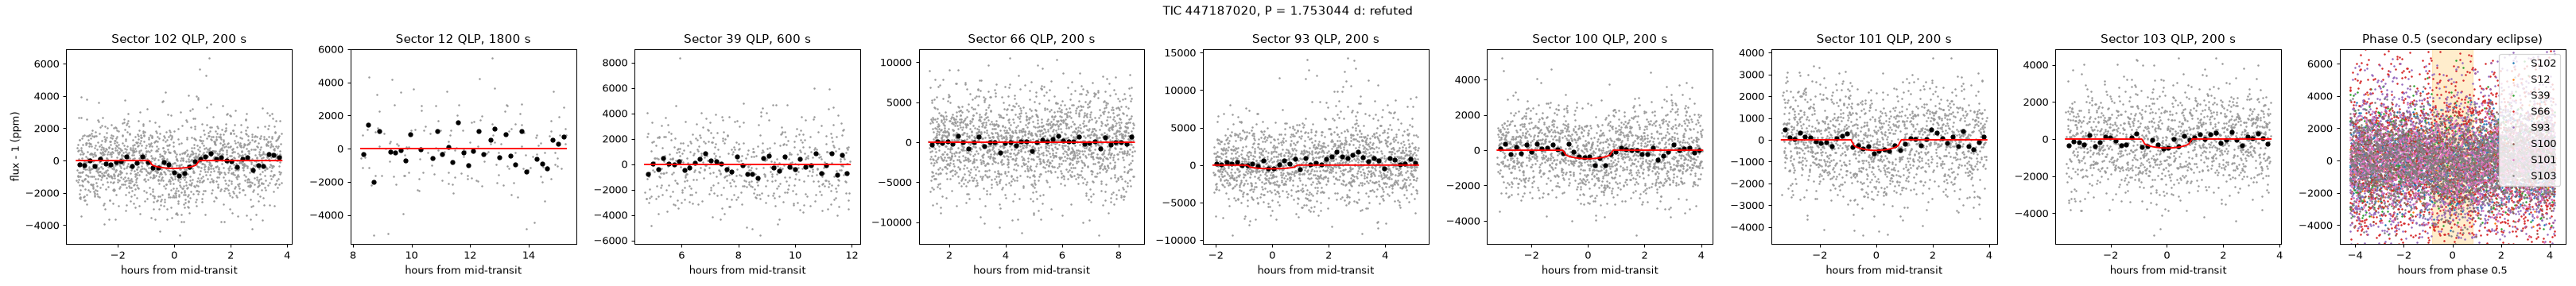 TIC 447187020, P = 1.753044 d: refuted
Sector 102 QLP, 200 s
Sector 12 QLP, 1800 s
Sector 39 QLP, 600 s
Sector 66 QLP, 200 s
Sector 93 QLP, 200 s
Sector 100 QLP, 200 s
Sector 101 QLP, 200 s
Sector 103 QLP, 200 s
Phase 0.5 (secondary eclipse)
flux - 1 (ppm)
6000
4000
2000
0
−2000
−4000
−2 0 2 4
hours from mid-transit
6000
4000
2000
0
−2000
−4000
8 10 12 14
hours from mid-transit
8000
6000
4000
2000
0
−2000
−4000
−6000
6 8 10 12
hours from mid-transit
10000
5000
0
−5000
−10000
2 4 6 8
hours from mid-transit
15000
10000
5000
0
−5000
−10000
−2 0 2 4
hours from mid-transit
4000
2000
0
−2000
−4000
−2 0 2 4
hours from mid-transit
4000
3000
2000
1000
0
−1000
−2000
−3000
−4000
−2 0 2 4
hours from mid-transit
4000
2000
0
−2000
−4000
−2 0 2 4
hours from mid-transit
6000
4000
2000
0
−2000
−4000
−4 −2 0 2 4
hours from phase 0.5
S102
S12
S39
S66
S93
S100
S101
S103